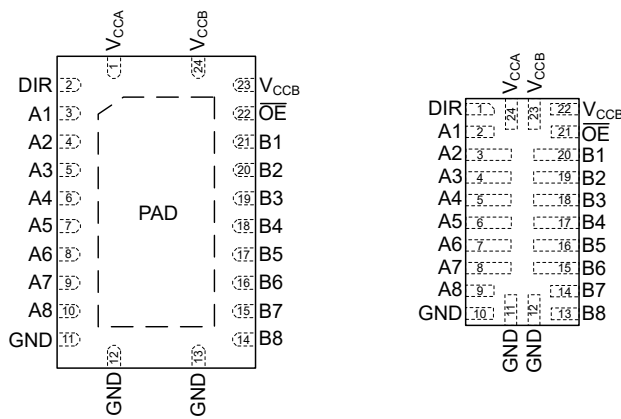 VCCA
VCCB
1
24
DIR 2 23 VCCB
A1 3 22 OE
A2 4 21 B1
A3 5 20 B2
A4 6 19 B3
A5 7 18 B4
A6 8 17 B5
A7 9 16 B6
A8 10 15 B7
GND 11 14 B8
PAD
12
13
GND
GND
VCCA
VCCB
24
23
DIR 1 22 VCCB
A1 2 21 OE
A2 3 20 B1
A3 4 19 B2
A4 5 18 B3
A5 6 17 B4
A6 7 16 B5
A7 8 15 B6
A8 9 14 B7
GND 10 13 B8
11
12
GND
GND